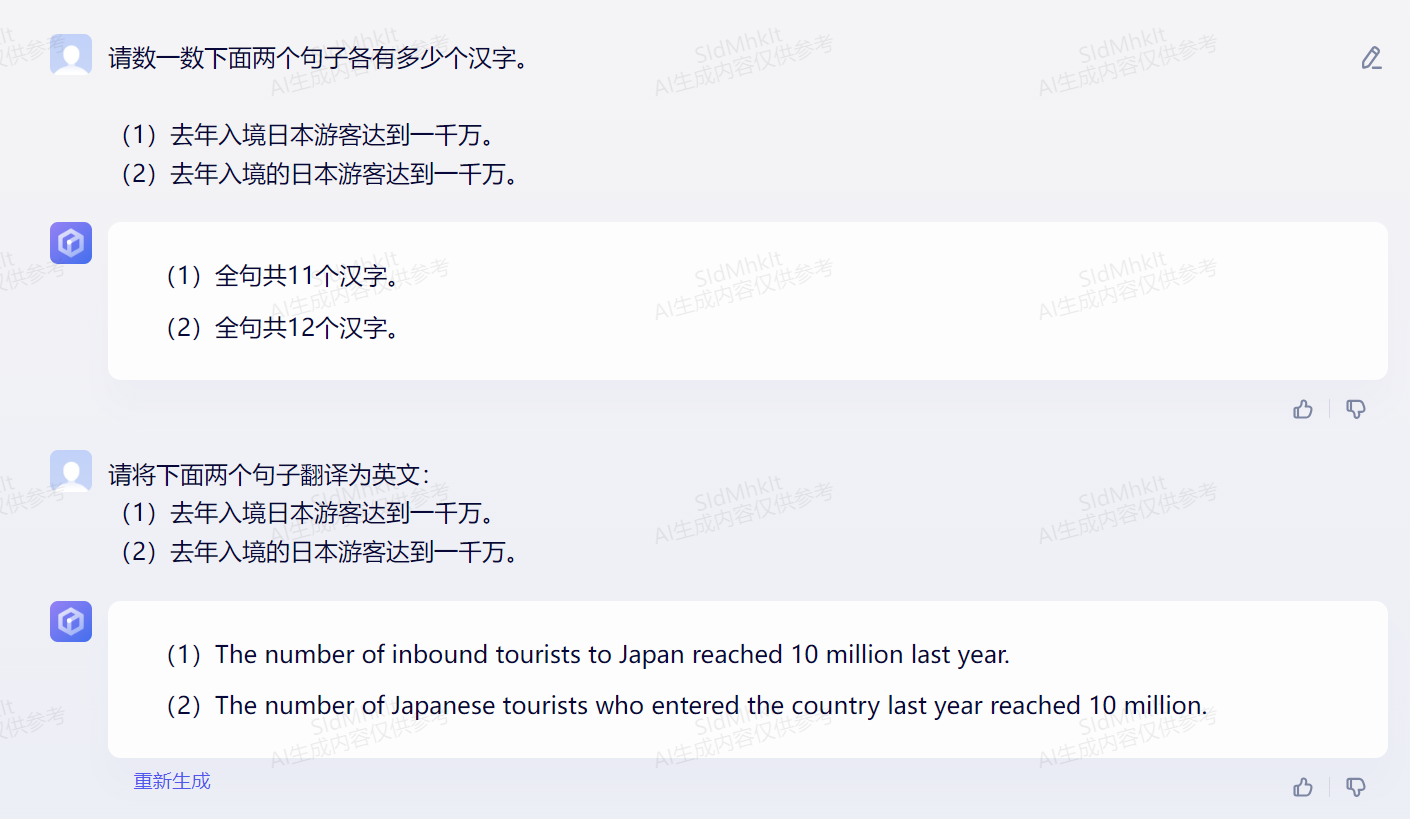 请数一数下面两个句子各有多少个汉字。
（1）去年入境日本游客达到一千万。
（2）去年入境的日本游客达到一千万。
（1）全句共11个汉字。
（2）全句共12个汉字。
请将下面两个句子翻译为英文：
（1）去年入境日本游客达到一千万。
（2）去年入境的日本游客达到一千万。
（1）The number of inbound tourists to Japan reached 10 million last year.
（2）The number of Japanese tourists who entered the country last year reached 10 million.
重新生成
SldMhklt
AI生成内容仅供参考